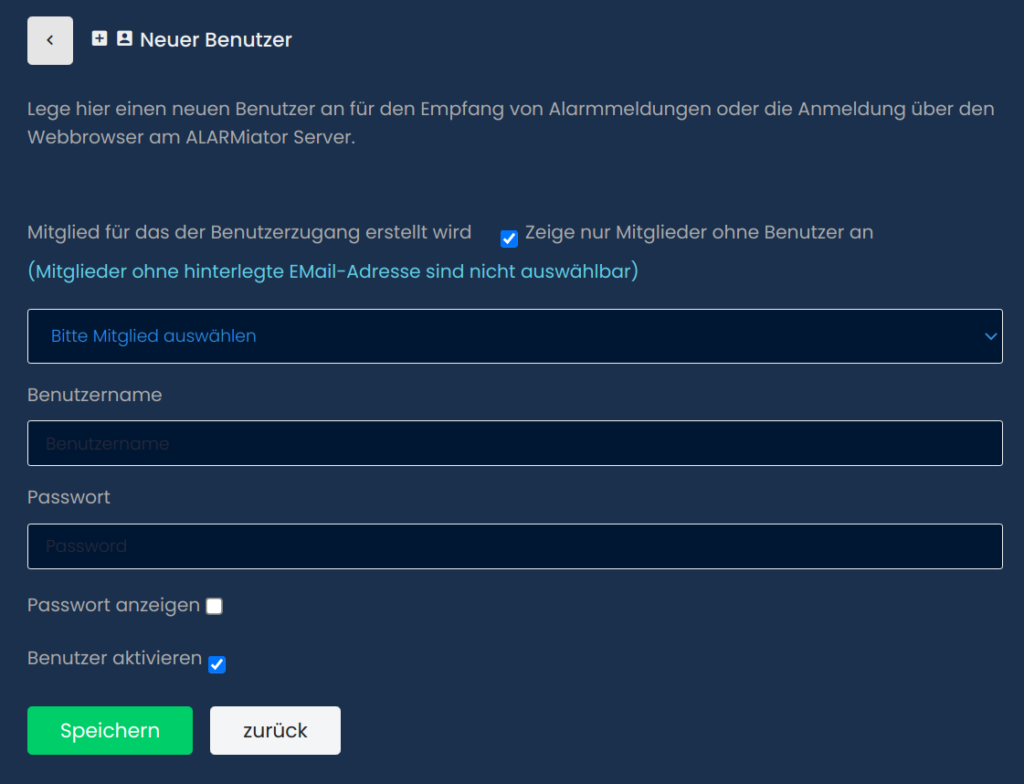 Neuer Benutzer
Lege hier einen neuen Benutzer an für den Empfang von Alarmmeldungen oder die Anmeldung über den
Webbrowser am ALARMiator Server.
Mitglied für das der Benutzerzugang erstellt wird Zeige nur Mitglieder ohne Benutzer an
(Mitglieder ohne hinterlegte EMail-Adresse sind nicht auswählbar)
Bitte Mitglied auswählen
Benutzername
Benutzername
Passwort
Password
Passwort anzeigen
Benutzer aktivieren
Speichern zurück